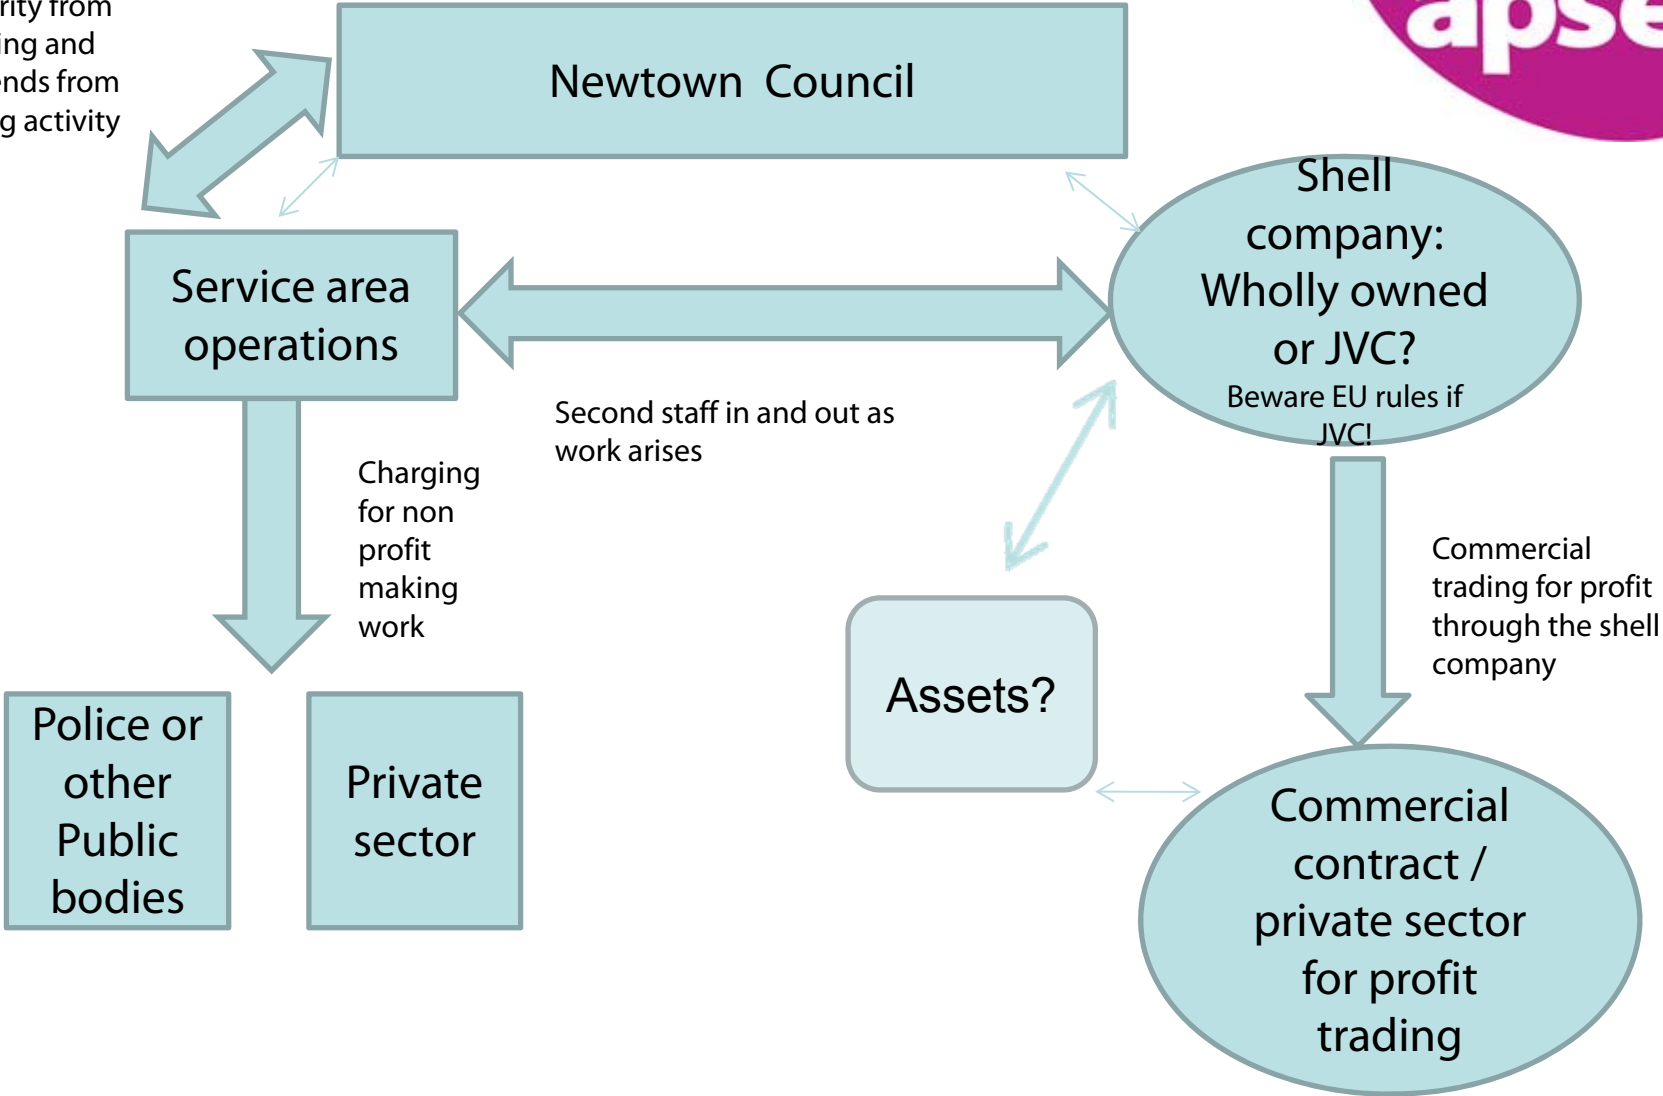 ing and
ends from
g activity
apse
Newtown Council
Shell
company:
Wholly owned
or JVC?
Beware EU rules if
JVC!
Service area
operations
Second staff in and out as
work arises
Charging
for non
profit
making
work
Commercial
trading for profit
through the shell
company
Assets?
Police or
other
Public
bodies
Private
sector
Commercial
contract /
private sector
for profit
trading